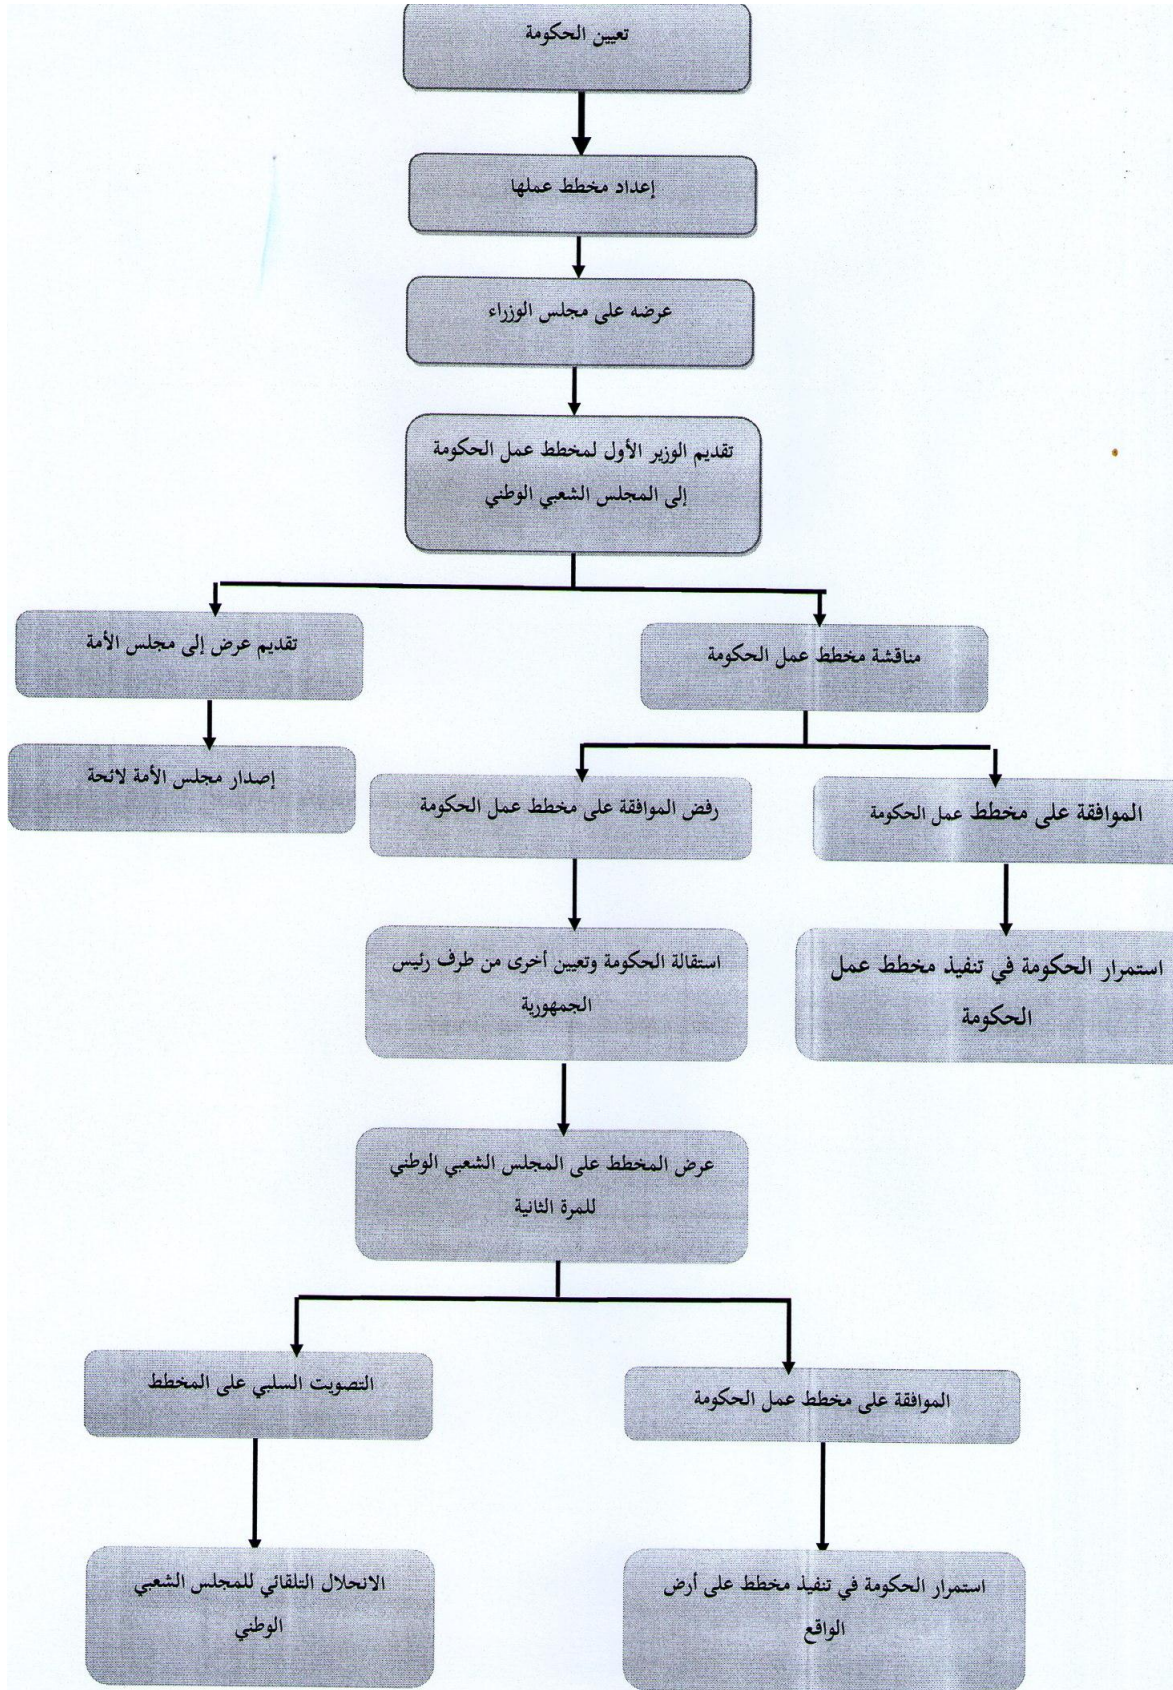 تعيين الحكومة
إعداد مخطط عملها
عرضه على مجلس الوزراء
تقديم الوزير الأول لمخطط عمل الحكومة
إلى المجلس الشعبي الوطني
مناقشة مخطط عمل الحكومة
تقديم عرض إلى مجلس الأمة
إصدار مجلس الأمة لائحة
الموافقة على مخطط عمل الحكومة
رفض الموافقة على مخطط عمل الحكومة
استمرار الحكومة في تنفيذ مخطط عمل
الحكومة
استقالة الحكومة وتعيين أخرى من طرف رئيس
الجمهورية
عرض المخطط على المجلس الشعبي الوطني
للمرة الثانية
الموافقة على مخطط عمل الحكومة
التصويت السلبي على المخطط
استمرار الحكومة في تنفيذ مخطط على أرض
الواقع
الانحلال التلقائي للمجلس الشعبي
الوطني